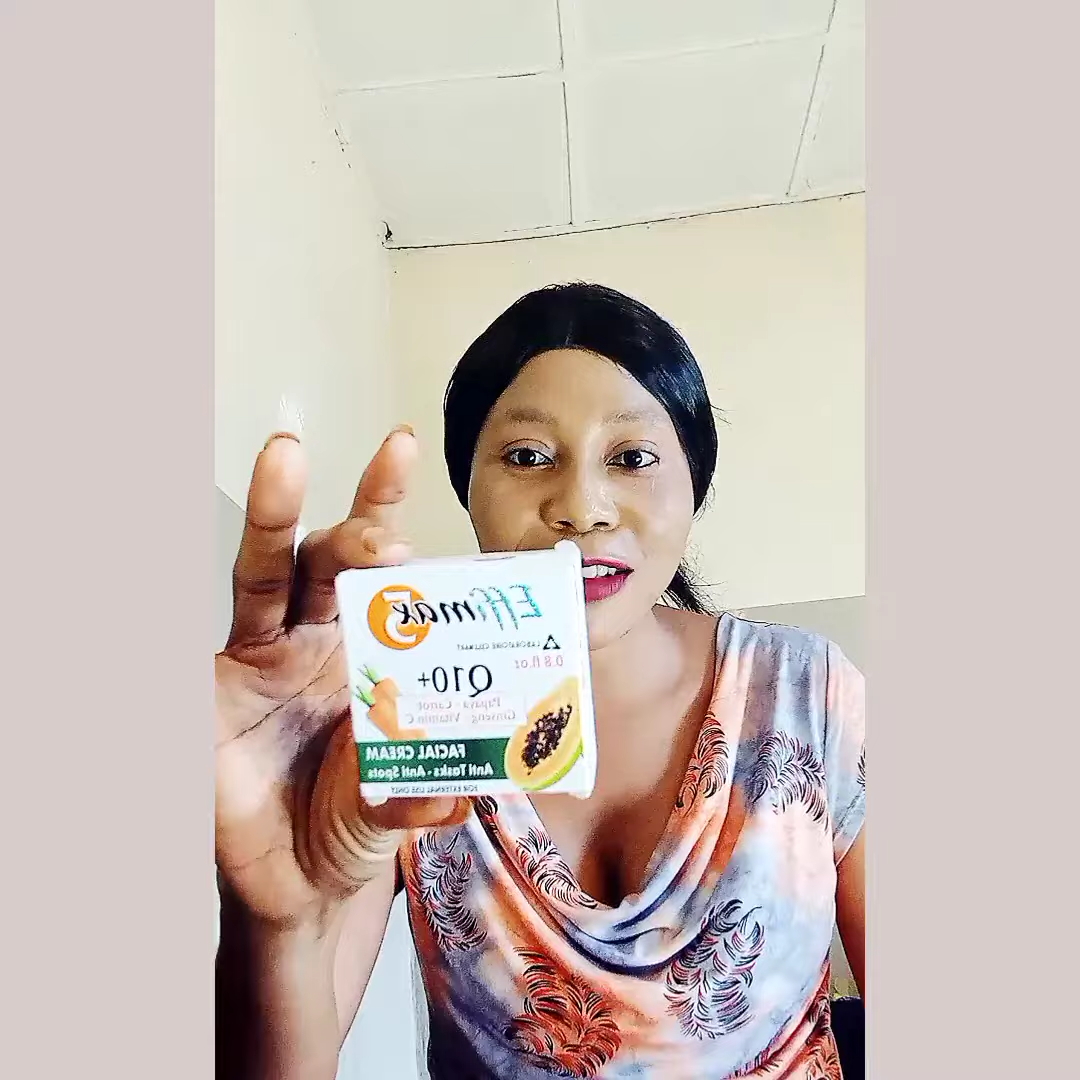 Effimax 5
LABORATOIRE CELLMART
0.8 fl.oz
Q10+
Papaya - Carrot
Ginseng - Vitamin C
FACIAL CREAM
Anti Tasks - Anti Spots
FOR EXTERNAL USE ONLY